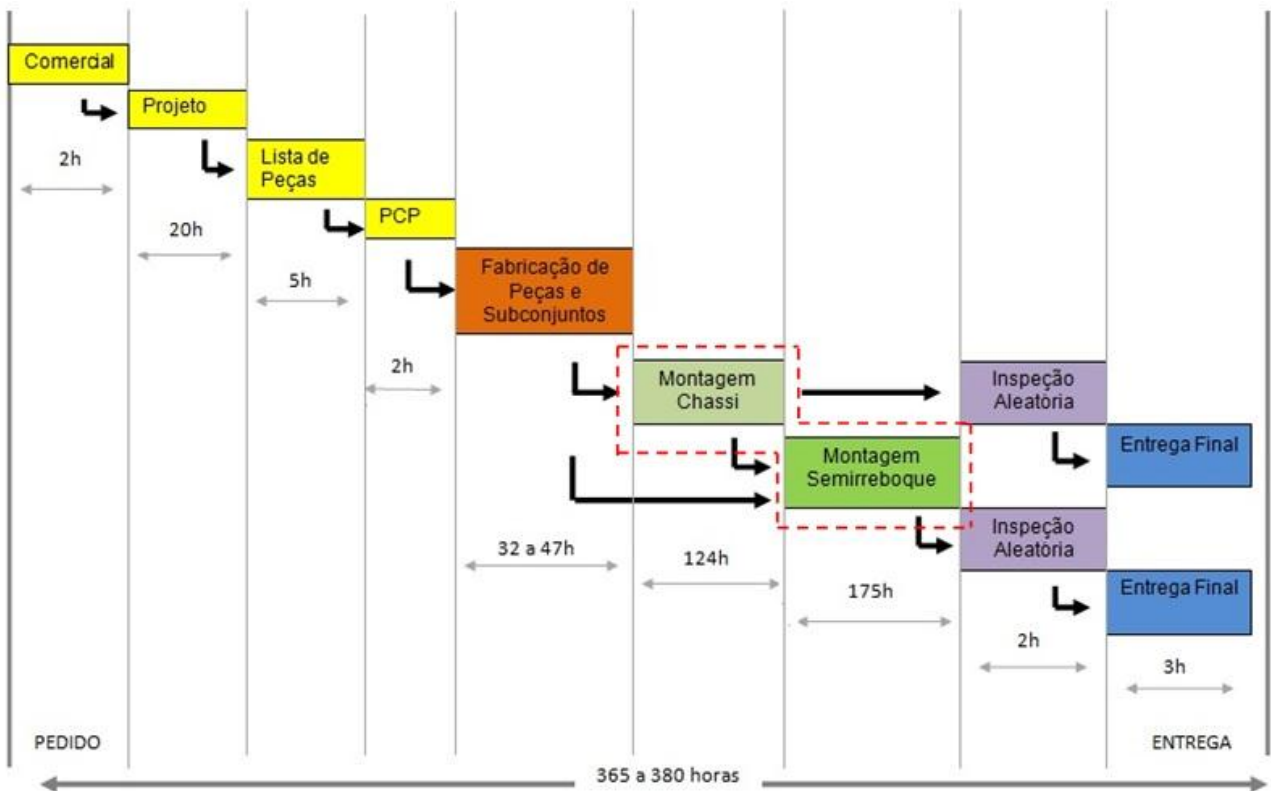 Comercial
Projeto
2h
Lista de
Peças
PCP
20h
5h
Fabricação de
Peças e
Subconjuntos
2h
Montagem
Chassi
Inspeção
Aleatória
Entrega Final
Montagem
Semirreboque
Inspeção
Aleatória
32 a 47h
124h
175h
Entrega Final
2h
3h
PEDIDO
ENTREGA
365 a 380 horas